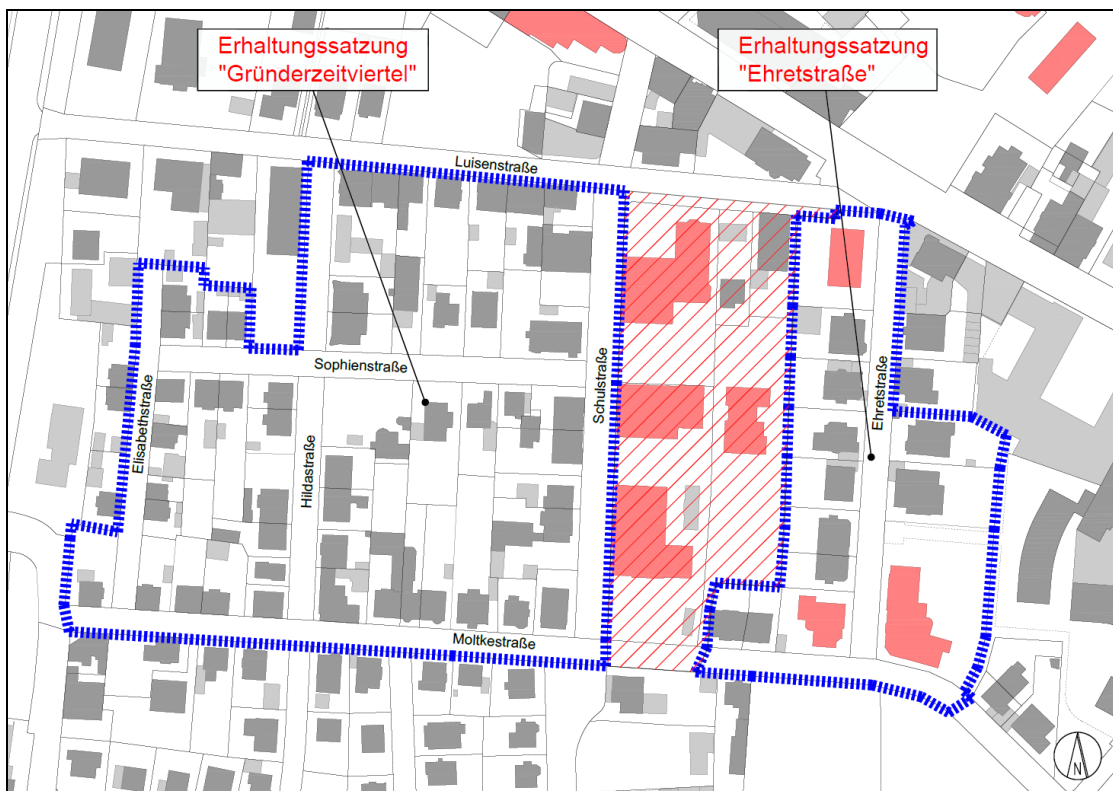 Erhaltungssatzung
"Gründerzeitviertel"
Erhaltungssatzung
"Ehretstraße"
Luisenstraße
Sophienstraße
Elisabethstraße
Hildastraße
Schulstraße
Ehretstraße
Moltkestraße
N